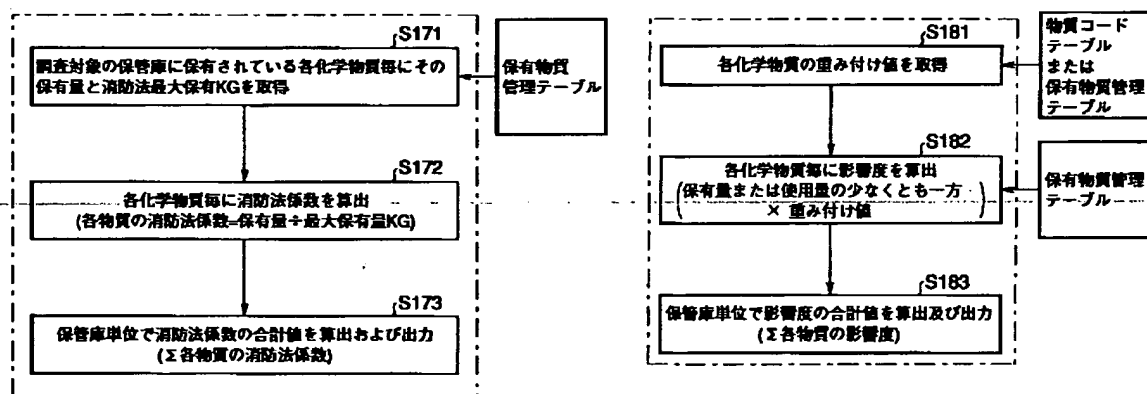 S171
調査対象の保管庫に保有されている各化学物質毎にその
保有量と消防法最大保有KGを取得
保有物質
管理テーブル
S172
各化学物質毎に消防法係数を算出
(各物質の消防法係数=保有量÷最大保有量KG)
S173
保管庫単位で消防法係数の合計値を算出および出力
(Σ各物質の消防法係数)
S181
各化学物質の重み付け値を取得
物質コード
テーブル
または
保有物質管理
テーブル
S182
各化学物質毎に影響度を算出
(保有量または使用量の少なくとも一方
× 重み付け値)
保有物質管理
テーブル
S183
保管庫単位で影響度の合計値を算出及び出力
(Σ各物質の影響度)